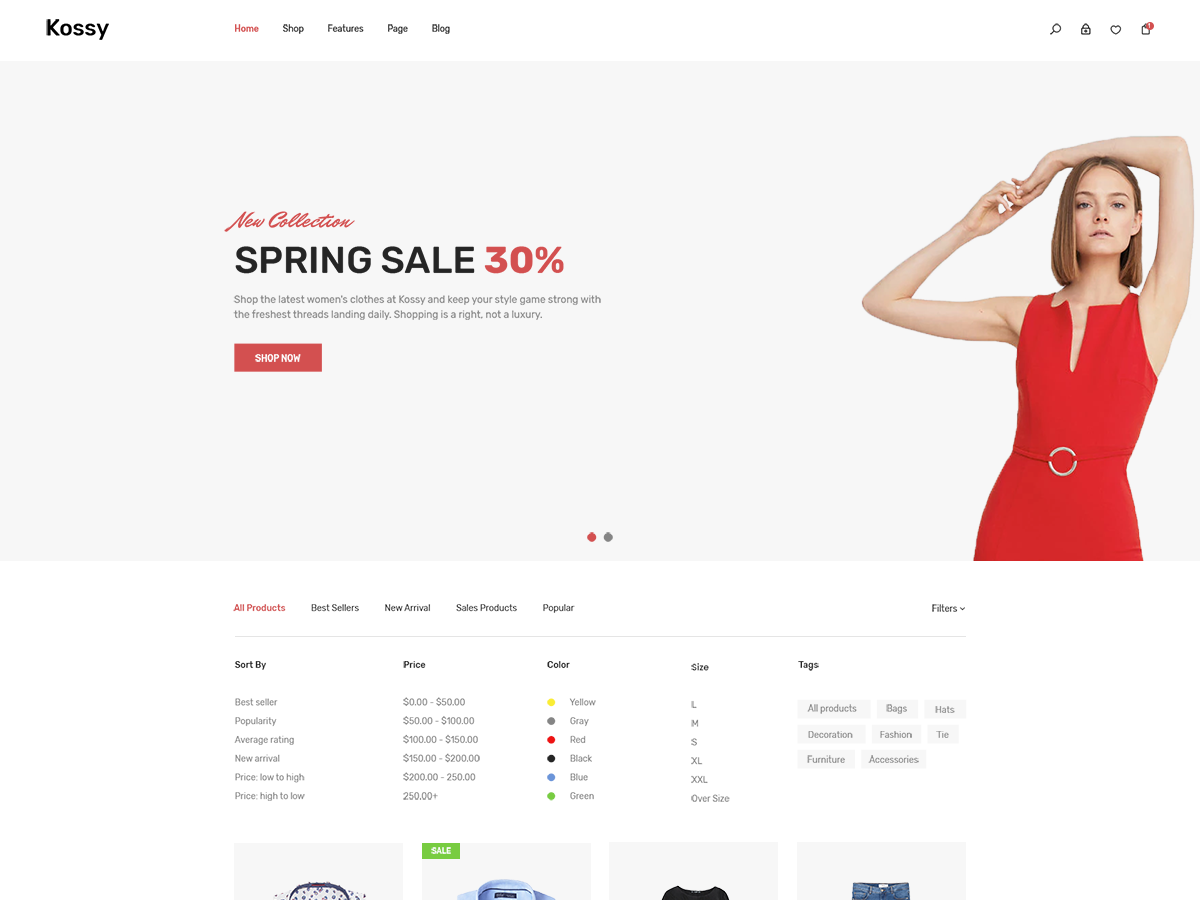 Kossy
Home Shop Features Page Blog
1
New Collection
SPRING SALE 30%
Shop the latest women's clothes at Kossy and keep your style game strong with
the freshest threads landing daily. Shopping is a right, not a luxury.
SHOP NOW
All Products Best Sellers New Arrival Sales Products Popular Filters
Sort By Price Color Size Tags
Best seller $0.00 - $50.00 Yellow L All products Bags Hats
Popularity $50.00 - $100.00 Gray M
Average rating $100.00 - $150.00 Red S Decoration Fashion Tie
New arrival $150.00 - $200.00 Black XL Furniture Accessories
Price: low to high $200.00 - 250.00 Blue XXL
Price: high to low 250.00+ Green Over Size
SALE